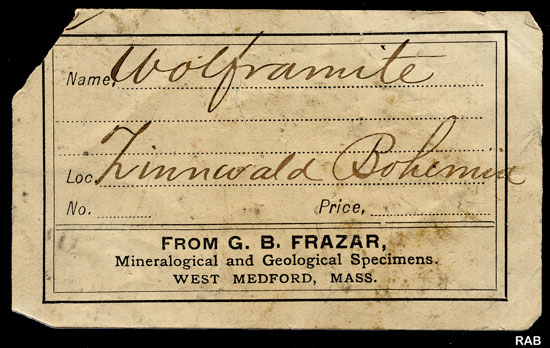 Name, Wolframite
Loc Zinnwald Bohemia
No. Price,
FROM G. B. FRAZAR,
Mineralogical and Geological Specimens.
WEST MEDFORD, MASS.
RAB